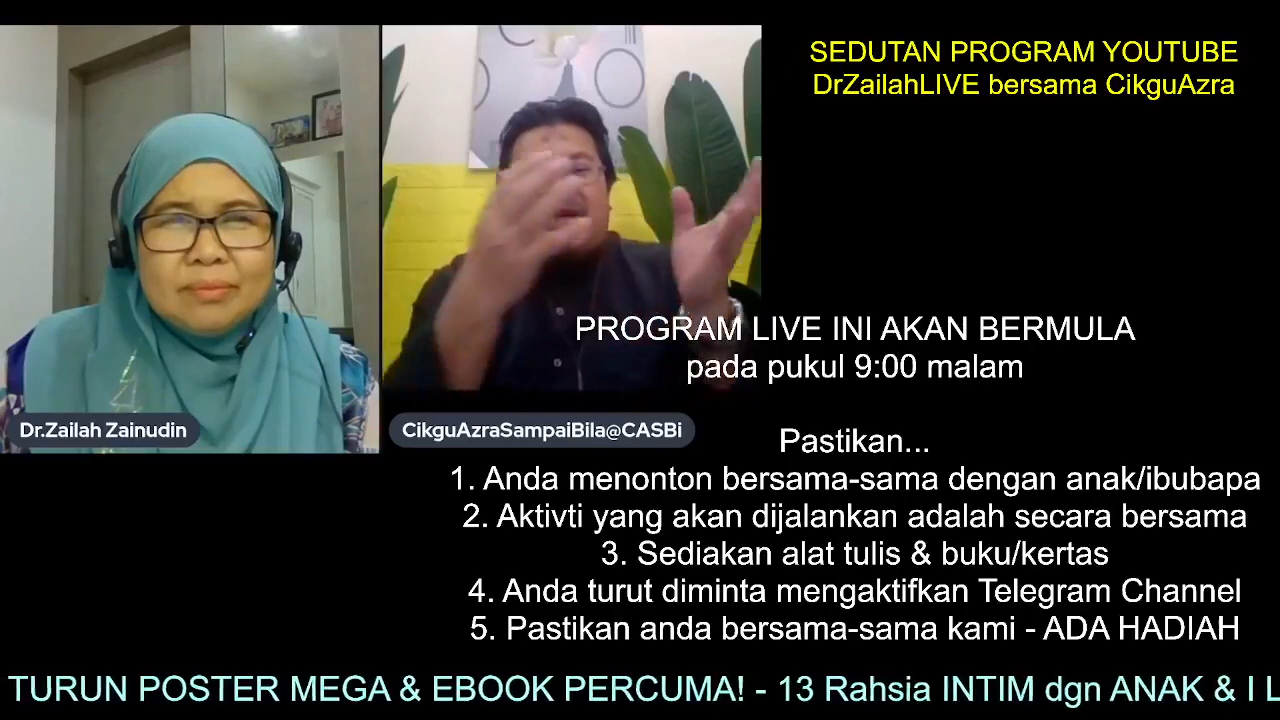 SEDUTAN PROGRAM YOUTUBE
DrZailahLIVE bersama CikguAzra
PROGRAM LIVE INI AKAN BERMULA
pada pukul 9:00 malam
Dr.Zailah Zainudin
CikguAzraSampaiBila@CASBi
Pastikan...
1. Anda menonton bersama-sama dengan anak/ibubapa
2. Aktivti yang akan dijalankan adalah secara bersama
3. Sediakan alat tulis & buku/kertas
4. Anda turut diminta mengaktifkan Telegram Channel
5. Pastikan anda bersama-sama kami - ADA HADIAH
TURUN POSTER MEGA & EBOOK PERCUMA! - 13 Rahsia INTIM dgn ANAK & I L